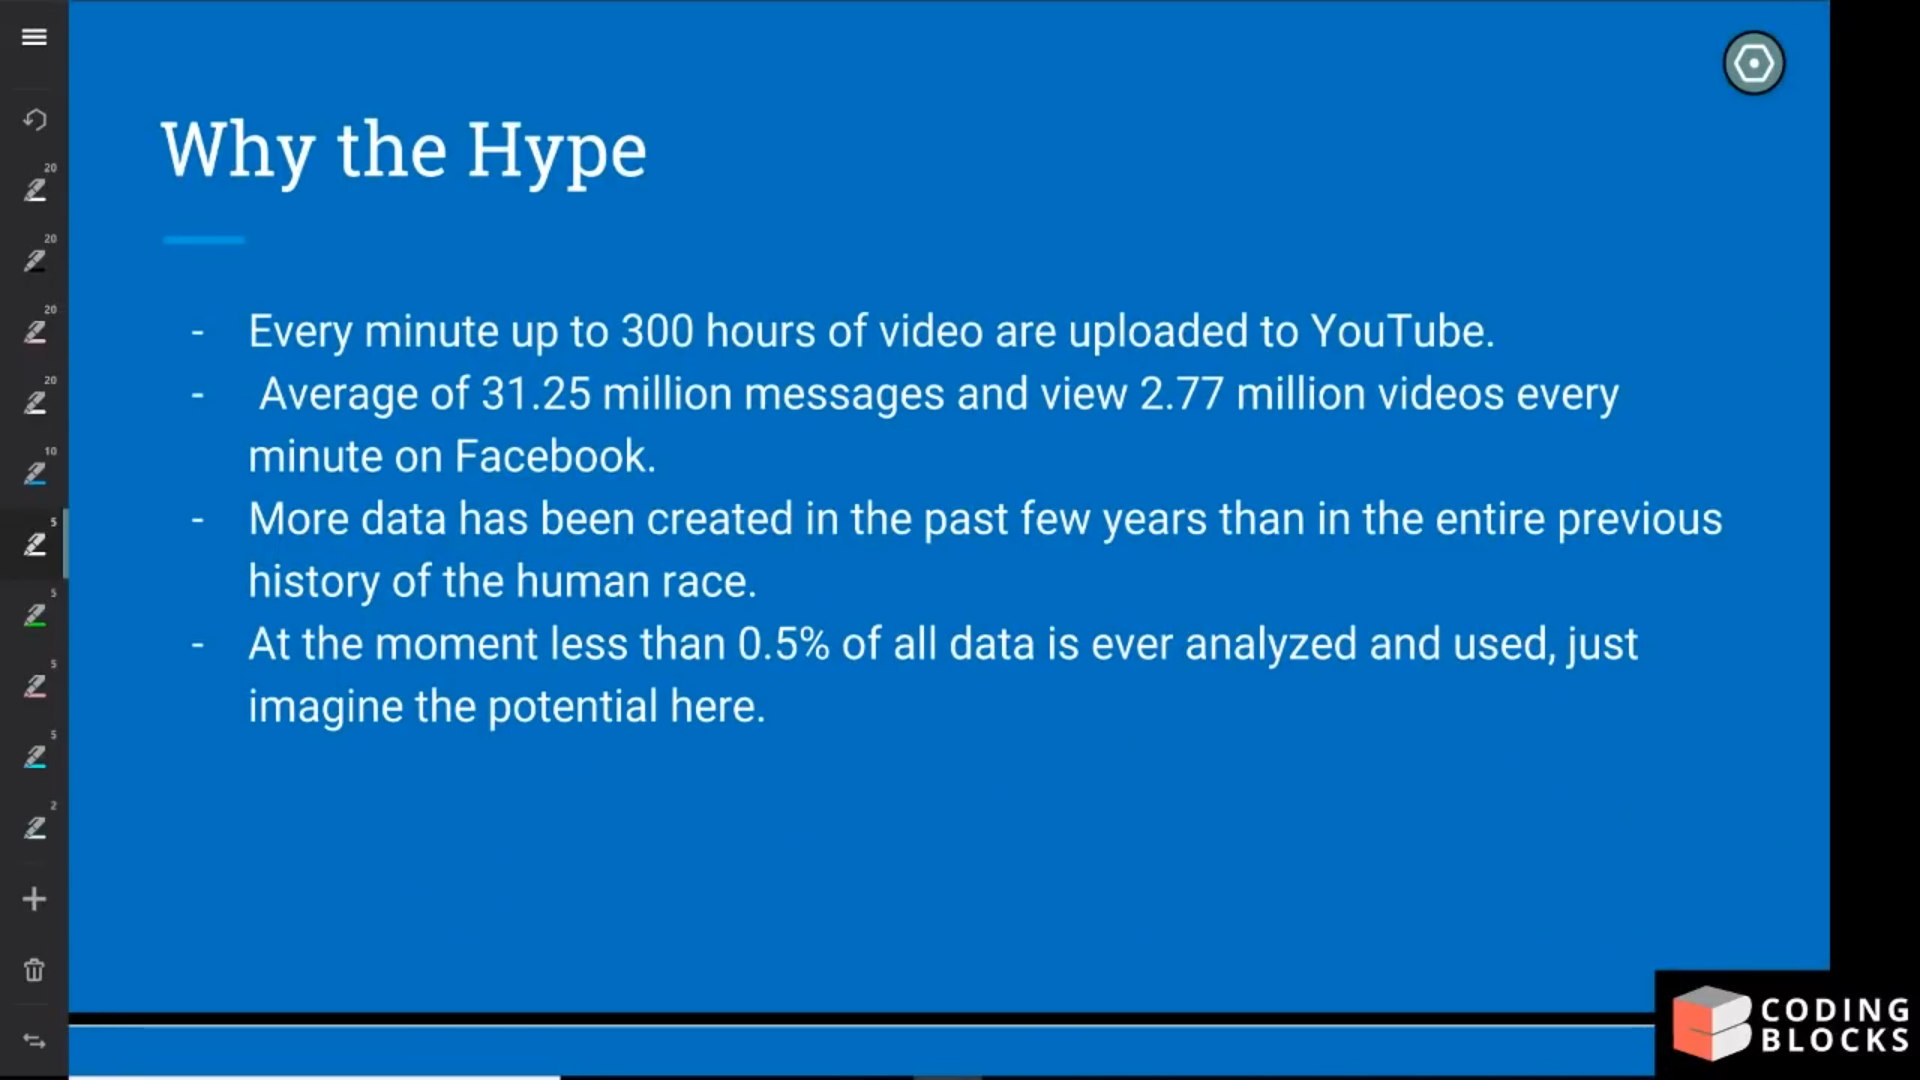 Why the Hype
- Every minute up to 300 hours of video are uploaded to YouTube.
- Average of 31.25 million messages and view 2.77 million videos every
minute on Facebook.
- More data has been created in the past few years than in the entire previous
history of the human race.
- At the moment less than 0.5% of all data is ever analyzed and used, just
imagine the potential here.
20
20
20
20
10
5
5
5
5
2
CODING
BLOCKS